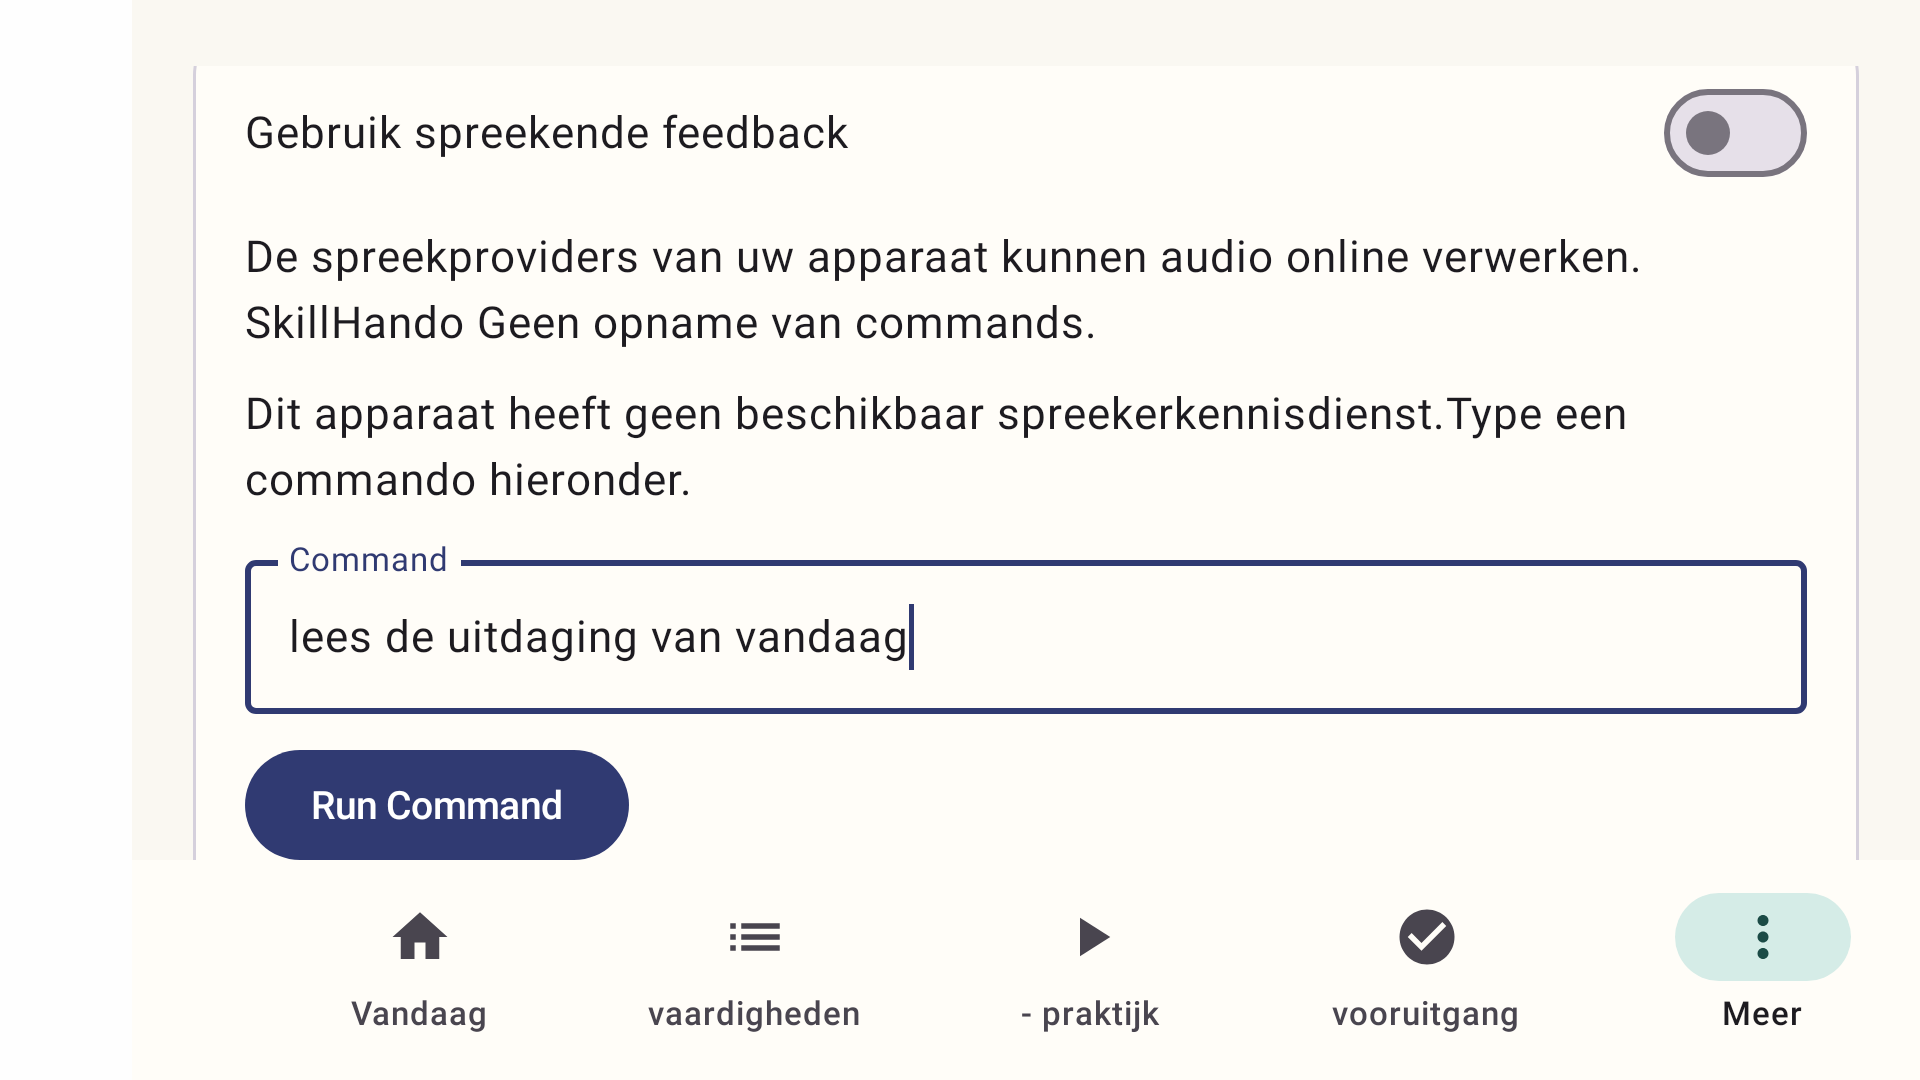 Gebruik spreekende feedback
De spreekproviders van uw apparaat kunnen audio online verwerken.
SkillHando Geen opname van commands.
Dit apparaat heeft geen beschikbaar spreekerkennisdienst.Type een
commando hieronder.
Command
lees de uitdaging van vandaag
Run Command
Vandaag
vaardigheden
- praktijk
vooruitgang
Meer